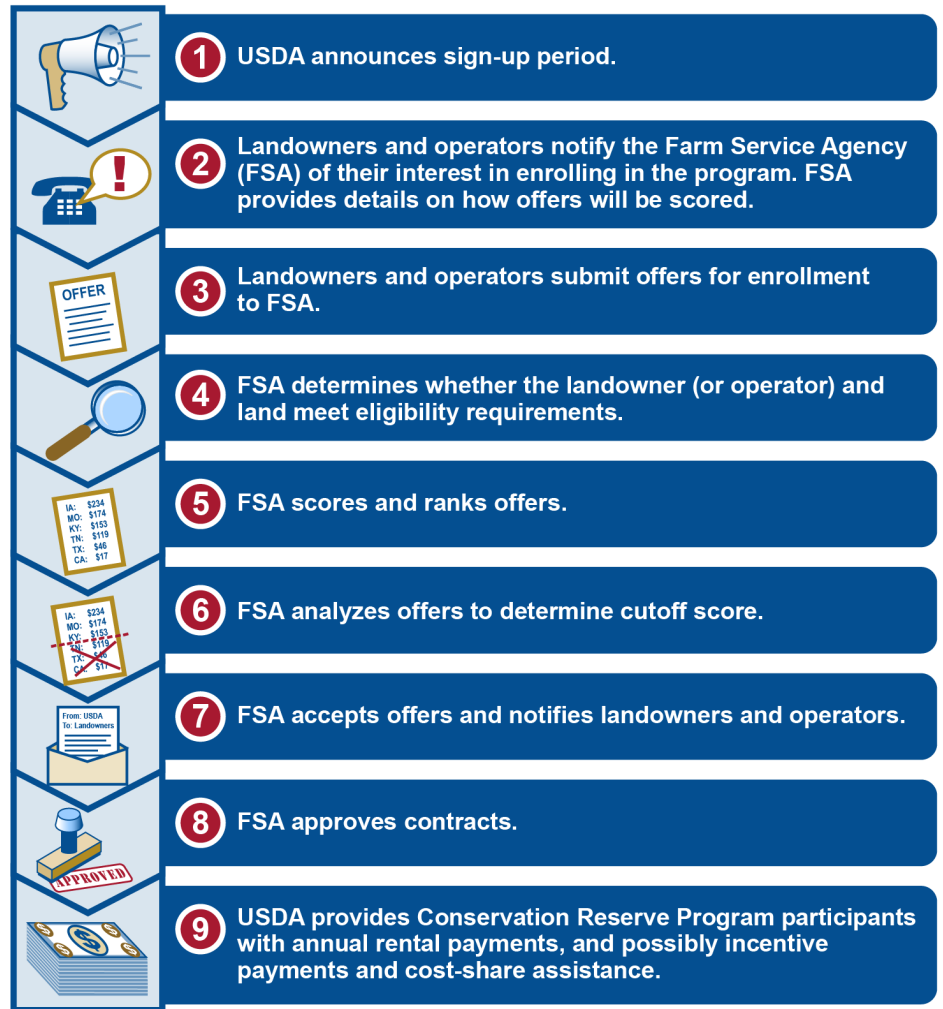 1
USDA announces sign-up period.
!
2
Landowners and operators notify the Farm Service Agency
(FSA) of their interest in enrolling in the program. FSA
provides details on how offers will be scored.
OFFER
3
Landowners and operators submit offers for enrollment
to FSA.
4
FSA determines whether the landowner (or operator) and
land meet eligibility requirements.
IA: $234
MO: $174
KY: $153
TN: $119
TX: $46
CA: $17
5
FSA scores and ranks offers.
IA: $234
MO: $174
KY: $153
TN: $119
TX: $46
CA: $17
6
FSA analyzes offers to determine cutoff score.
From: USDA
To: Landowners
7
FSA accepts offers and notifies landowners and operators.
APPROVED
8
FSA approves contracts.
$ $ $ $ $
9
USDA provides Conservation Reserve Program participants
with annual rental payments, and possibly incentive
payments and cost-share assistance.